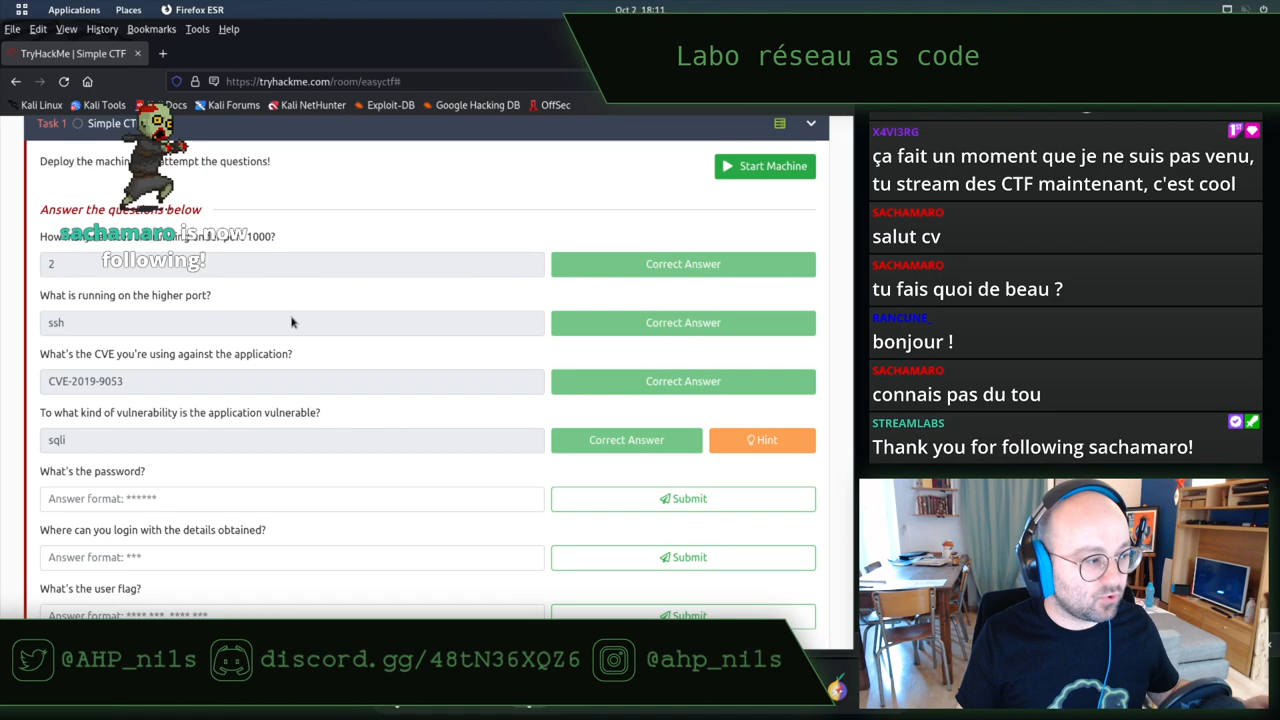 Applications Places Firefox ESR
Oct 2 18:11
File Edit View History Bookmarks Tools Help
TryHackMe | Simple CTF
https://tryhackme.com/room/easyctf#
Kali Linux Kali Tools Kali Docs Kali Forums Kali NetHunter Exploit-DB Google Hacking DB OffSec
Labo réseau as code
Task 1 Simple CT
Deploy the machin attempt the questions!
Start Machine
Answer the questions below
sachamaro is now
following!
1000?
2
Correct Answer
What is running on the higher port?
ssh
Correct Answer
What's the CVE you're using against the application?
CVE-2019-9053
Correct Answer
To what kind of vulnerability is the application vulnerable?
sqli
Correct Answer
Hint
What's the password?
Answer format: ******
Submit
Where can you login with the details obtained?
Answer format: ***
Submit
What's the user flag?
Answer format: **** ***, **** ***
Submit
X4VI3RG
ça fait un moment que je ne suis pas venu,
tu stream des CTF maintenant, c'est cool
SACHAMARO
salut cv
SACHAMARO
tu fais quoi de beau ?
RANCUNE_
bonjour !
SACHAMARO
connais pas du tou
STREAMLABS
Thank you for following sachamaro!
@AHP_nils discord.gg/48tN36XQZ6 @ahp_nils